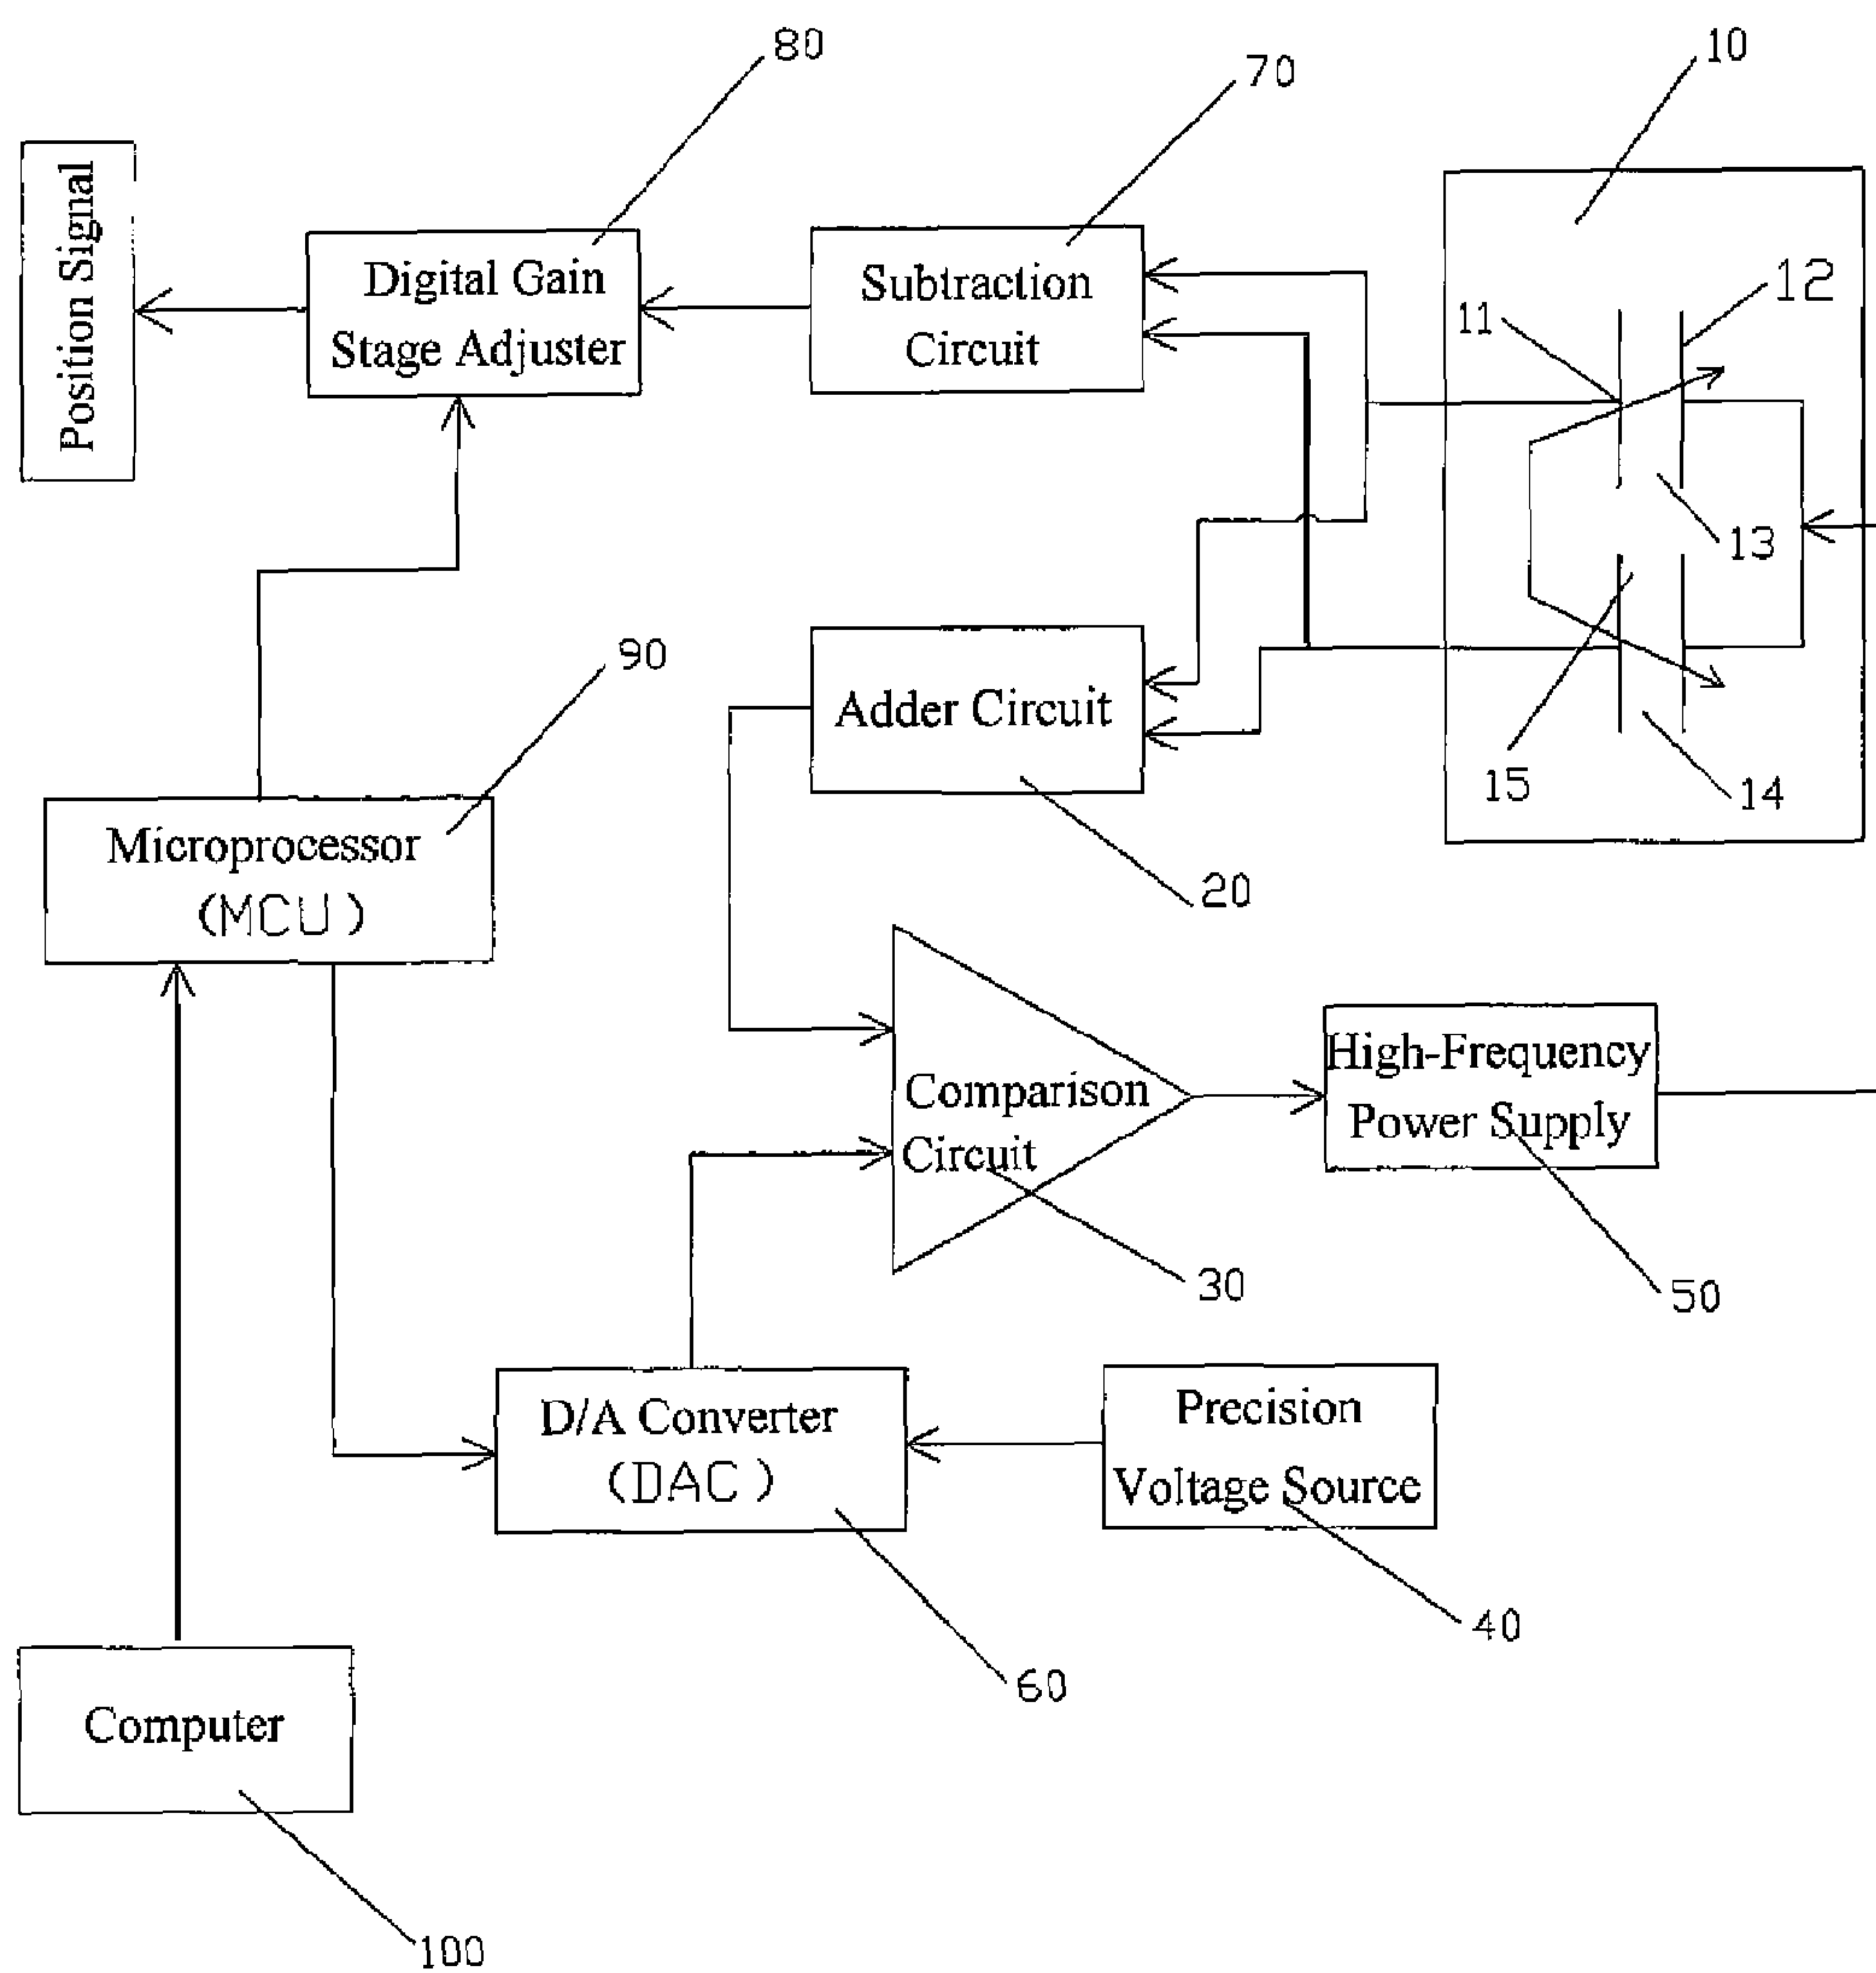 80
70
10
Position Signal
Digital Gain
Stage Adjuster
Subtraction
Circuit
12
11
13
90
Adder Circuit
15
14
Microprocessor
(MCU)
20
High-Frequency
Power Supply
Comparison
Circuit
30
50
D/A Converter
(DAC)
Precision
Voltage Source
40
60
Computer
100